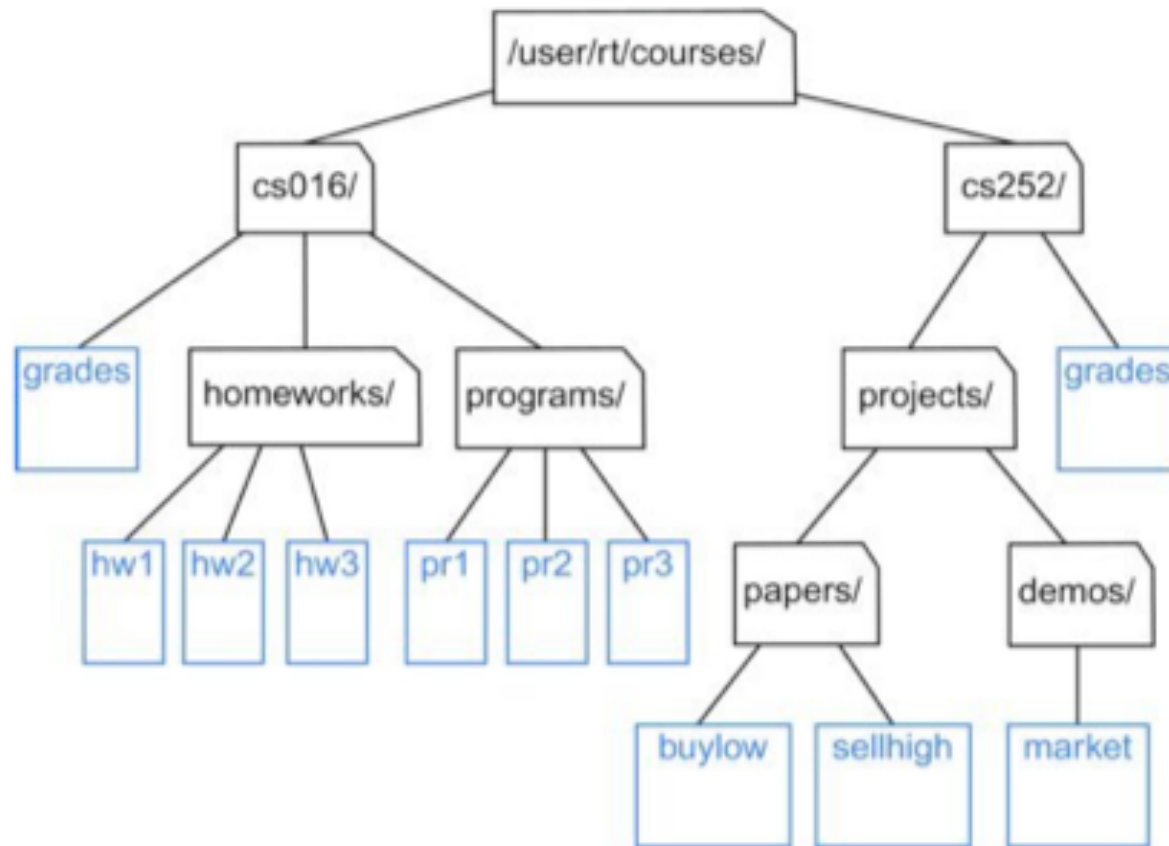 /user/rt/courses/
cs016/
cs252/
grades
homeworks/
programs/
projects/
grades
hw1
hw2
hw3
pr1
pr2
pr3
papers/
demos/
buylow
sellhigh
market